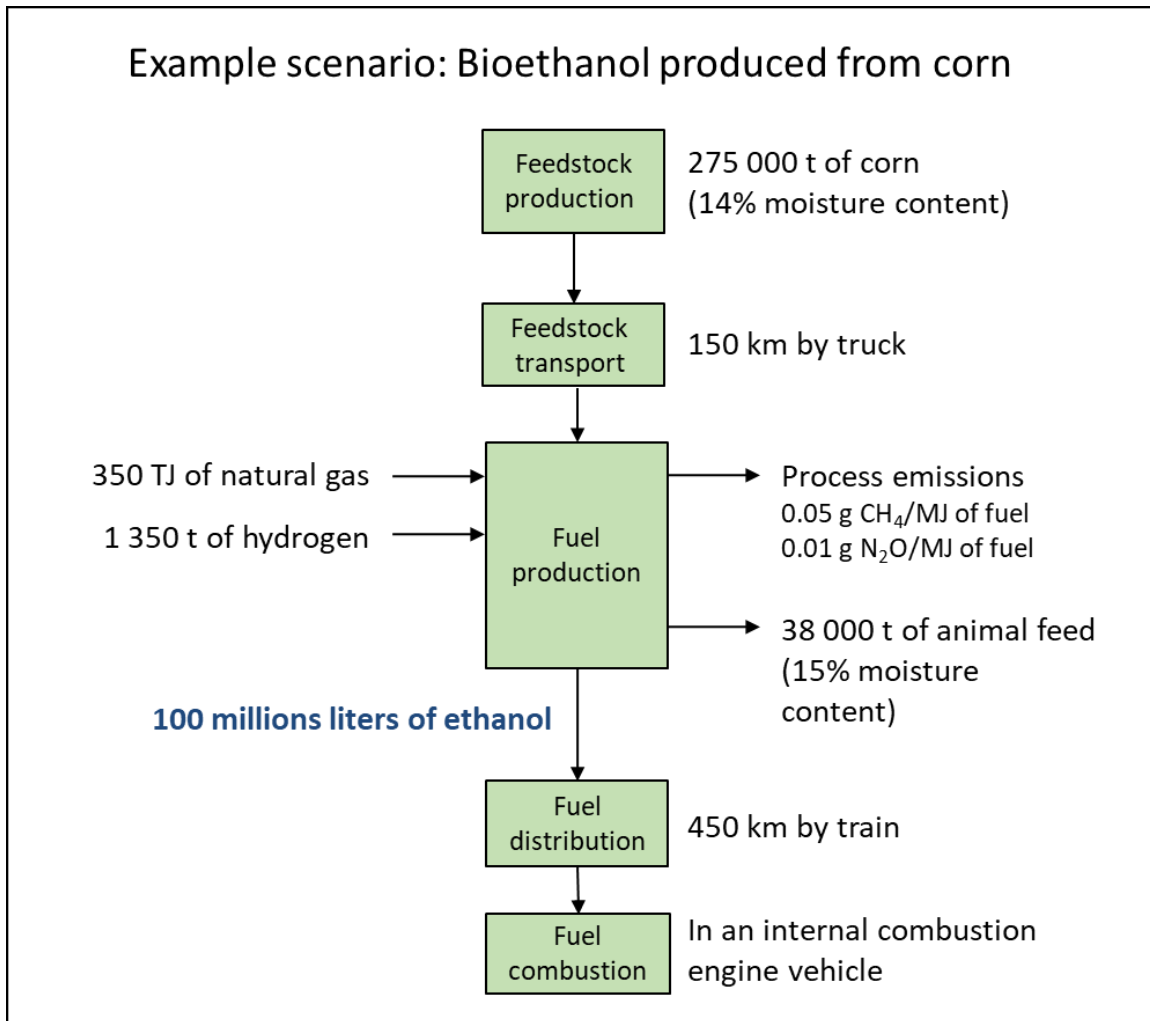 Example scenario: Bioethanol produced from corn
Feedstock
production
275 000 t of corn
(14% moisture content)
Feedstock
transport
150 km by truck
350 TJ of natural gas
1 350 t of hydrogen
Fuel
production
Process emissions
0.05 g CH₄/MJ of fuel
0.01 g N₂O/MJ of fuel
38 000 t of animal feed
(15% moisture
content)
100 millions liters of ethanol
Fuel
distribution
450 km by train
Fuel
combustion
In an internal combustion
engine vehicle